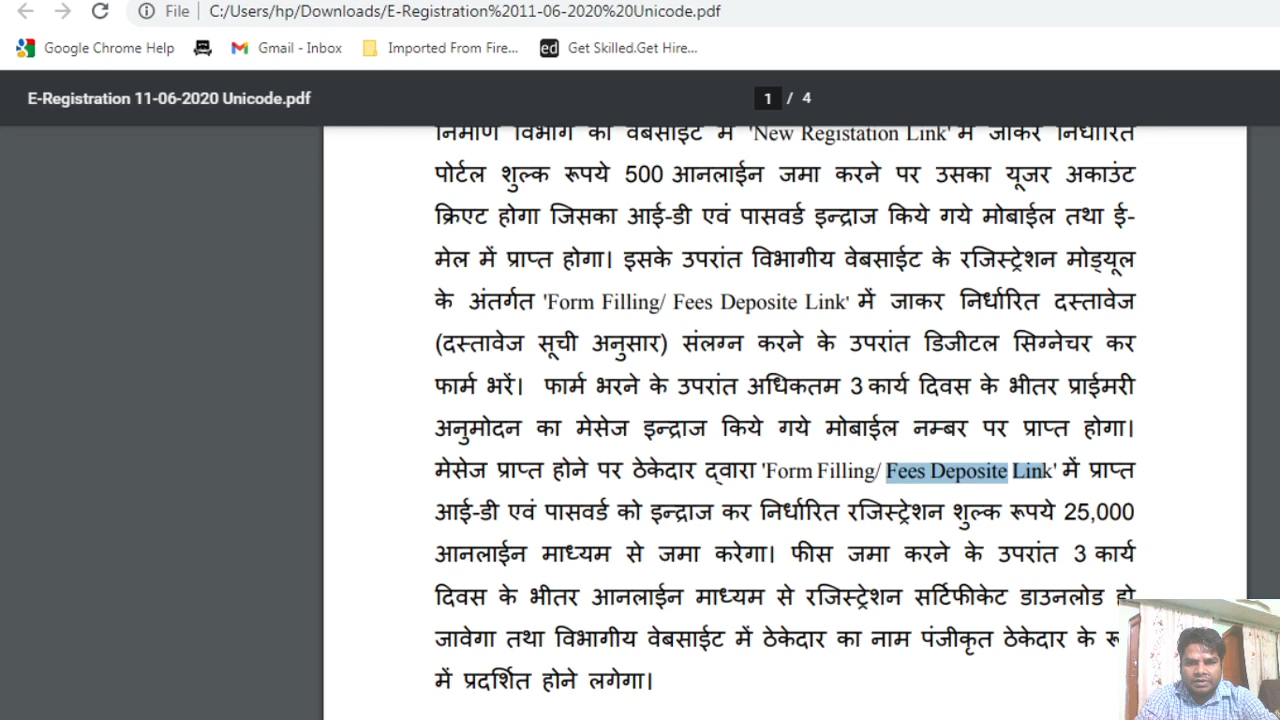 File C:/Users/hp/Downloads/E-Registration%2011-06-2020%20Unicode.pdf
Google Chrome Help Gmail - Inbox Imported From Fire... ed Get Skilled.Get Hire...
E-Registration 11-06-2020 Unicode.pdf 1 / 4
निर्माण विभाग की वेबसाईट में 'New Registation Link' में जाकर निर्धारित
पोर्टल शुल्क रूपये 500 आनलाईन जमा करने पर उसका यूजर अकाउंट
क्रिएट होगा जिसका आई-डी एवं पासवर्ड इन्द्राज किये गये मोबाईल तथा ई-
मेल में प्राप्त होगा। इसके उपरांत विभागीय वेबसाईट के रजिस्ट्रेशन मोड्यूल
के अंतर्गत 'Form Filling/ Fees Deposite Link' में जाकर निर्धारित दस्तावेज
(दस्तावेज सूची अनुसार) संलग्न करने के उपरांत डिजीटल सिग्नेचर कर
फार्म भरें। फार्म भरने के उपरांत अधिकतम 3 कार्य दिवस के भीतर प्राईमरी
अनुमोदन का मेसेज इन्द्राज किये गये मोबाईल नम्बर पर प्राप्त होगा।
मेसेज प्राप्त होने पर ठेकेदार द्वारा 'Form Filling/ Fees Deposite Link' में प्राप्त
आई-डी एवं पासवर्ड को इन्द्राज कर निर्धारित रजिस्ट्रेशन शुल्क रूपये 25,000
आनलाईन माध्यम से जमा करेगा। फीस जमा करने के उपरांत 3 कार्य
दिवस के भीतर आनलाईन माध्यम से रजिस्ट्रेशन सर्टिफीकेट डाउनलोड हो
जावेगा तथा विभागीय वेबसाईट में ठेकेदार का नाम पंजीकृत ठेकेदार के
में प्रदर्शित होने लगेगा।